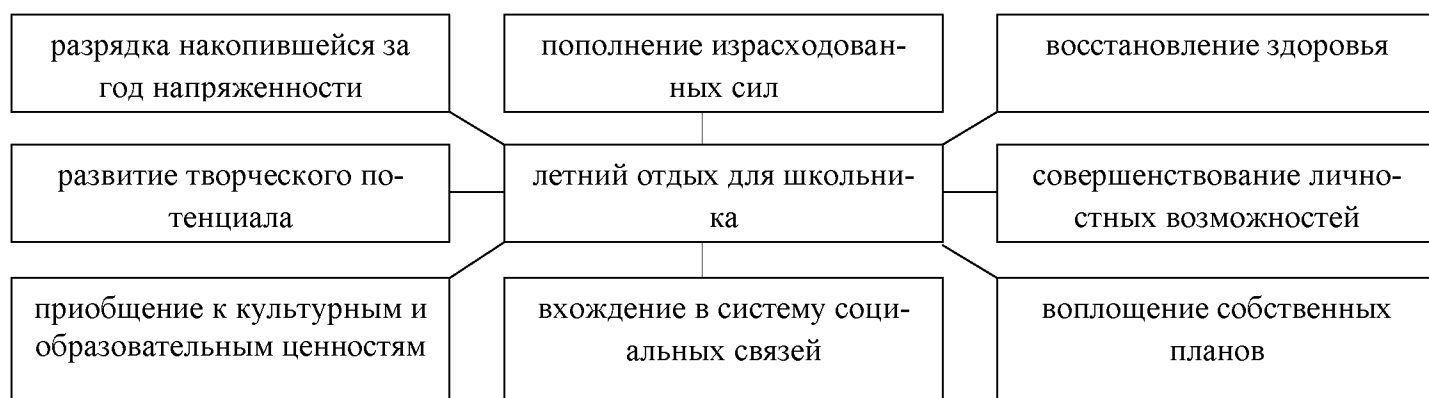 разрядка накопившейся за
год напряженности
пополнение израсходован-
ных сил
восстановление здоровья
развитие творческого по-
тенциала
летний отдых для школьни-
ка
совершенствование лично-
стных возможностей
приобщение к культурным и
образовательным ценностям
вхождение в систему соци-
альных связей
воплощение собственных
планов